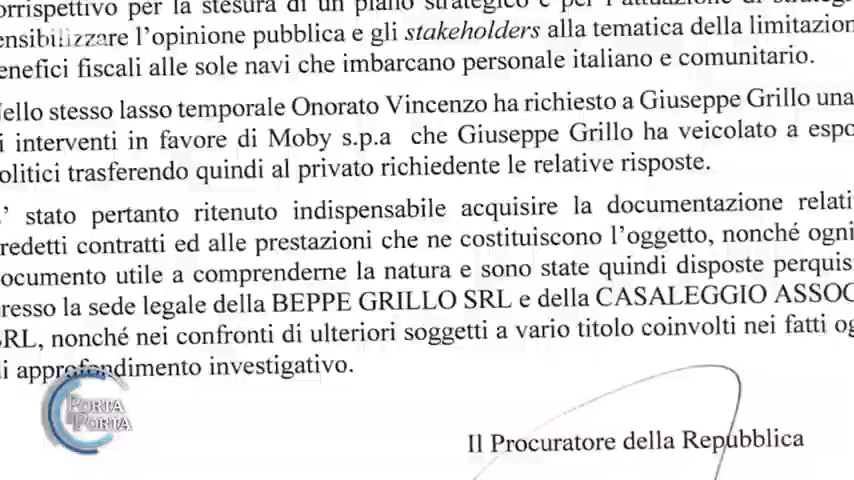 orrispettivo per la stesura di un piano strategico e per l'attuazione di strategi
ensibilizzare l'opinione pubblica e gli stakeholders alla tematica della limitazion
enefici fiscali alle sole navi che imbarcano personale italiano e comunitario.
ello stesso lasso temporale Onorato Vincenzo ha richiesto a Giuseppe Grillo una
i interventi in favore di Moby s.p.a che Giuseppe Grillo ha veicolato a espo
olitici trasferendo quindi al privato richiedente le relative risposte.
' stato pertanto ritenuto indispensabile acquisire la documentazione relati
redetti contratti ed alle prestazioni che ne costituiscono l'oggetto, nonché ogni
ocumento utile a comprenderne la natura e sono state quindi disposte perquis
resso la sede legale della BEPPE GRILLO SRL e della CASALEGGIO ASSOC
SRL, nonché nei confronti di ulteriori soggetti a vario titolo coinvolti nei fatti og
i approfondimento investigativo.
PORTA
PORTA
Il Procuratore della Repubblica